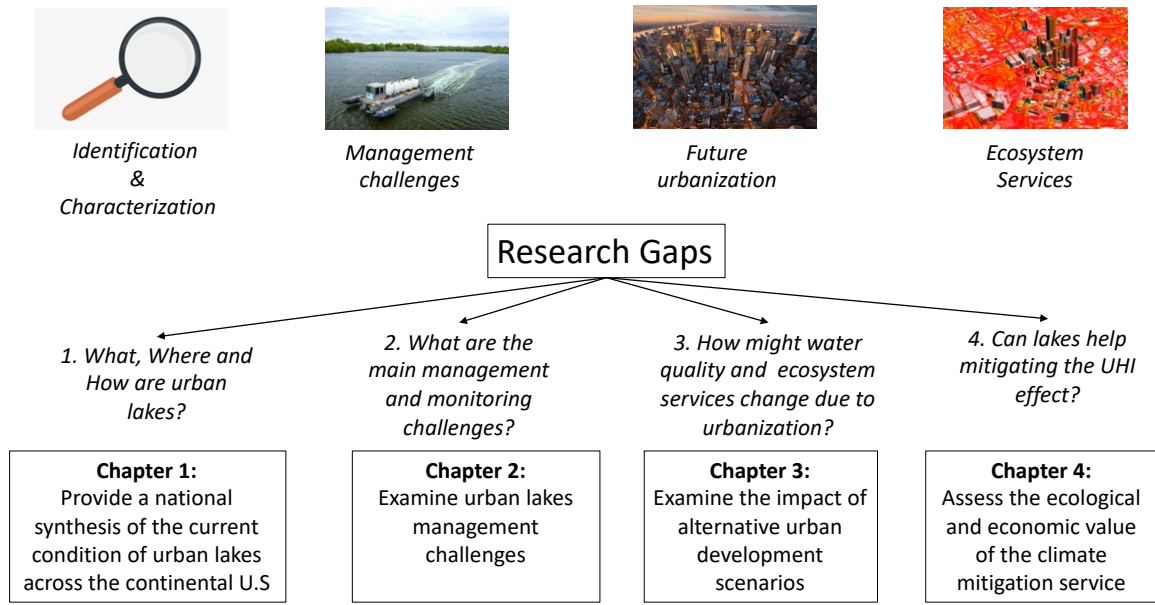 Identification
&
Characterization
Management
challenges
Future
urbanization
Ecosystem
Services
Research Gaps
1. What, Where and
How are urban
lakes?
2. What are the
main management
and monitoring
challenges?
3. How might water
quality and  ecosystem
services change due to
urbanization?
4. Can lakes help
mitigating the UHI
effect?
Chapter 1:
Provide a national
synthesis of the current
condition of urban lakes
across the continental U.S
Chapter 2:
Examine urban lakes
management
challenges
Chapter 3:
Examine the impact of
alternative urban
development
scenarios
Chapter 4:
Assess the ecological
and economic value
of the climate
mitigation service